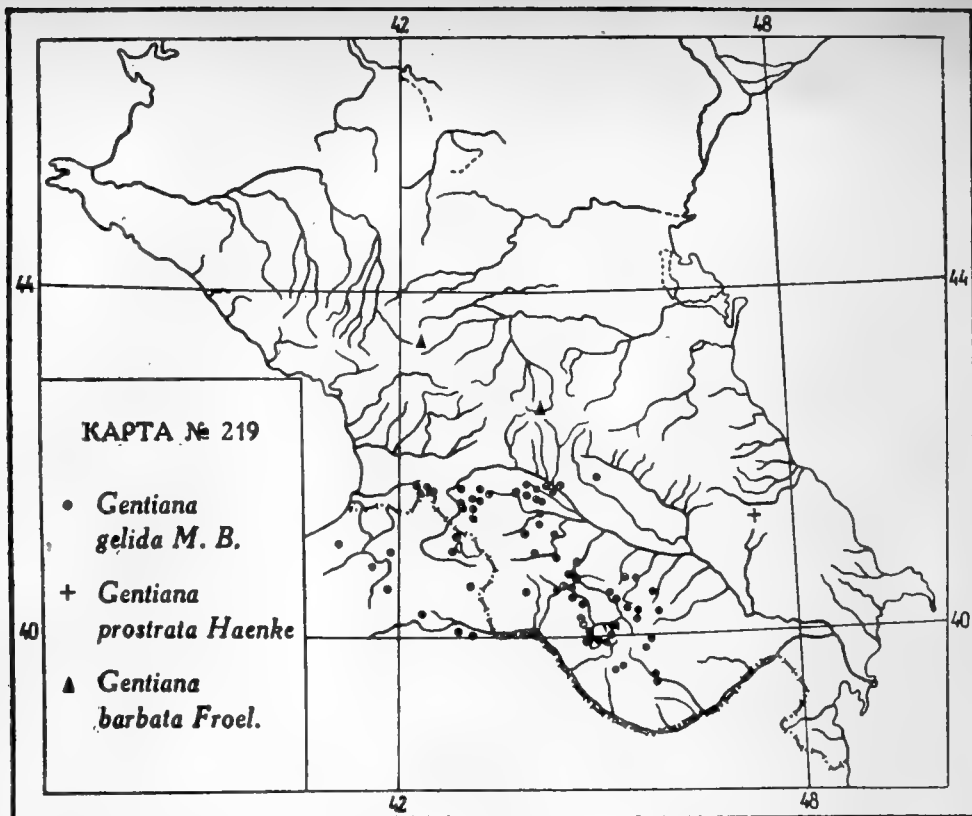 42 48
44 44
КАРТА № 219
• Gentiana
gelida M. B.
+ Gentiana
prostrata Haenke
▲ Gentiana
barbata Froel.
40 40
42 48